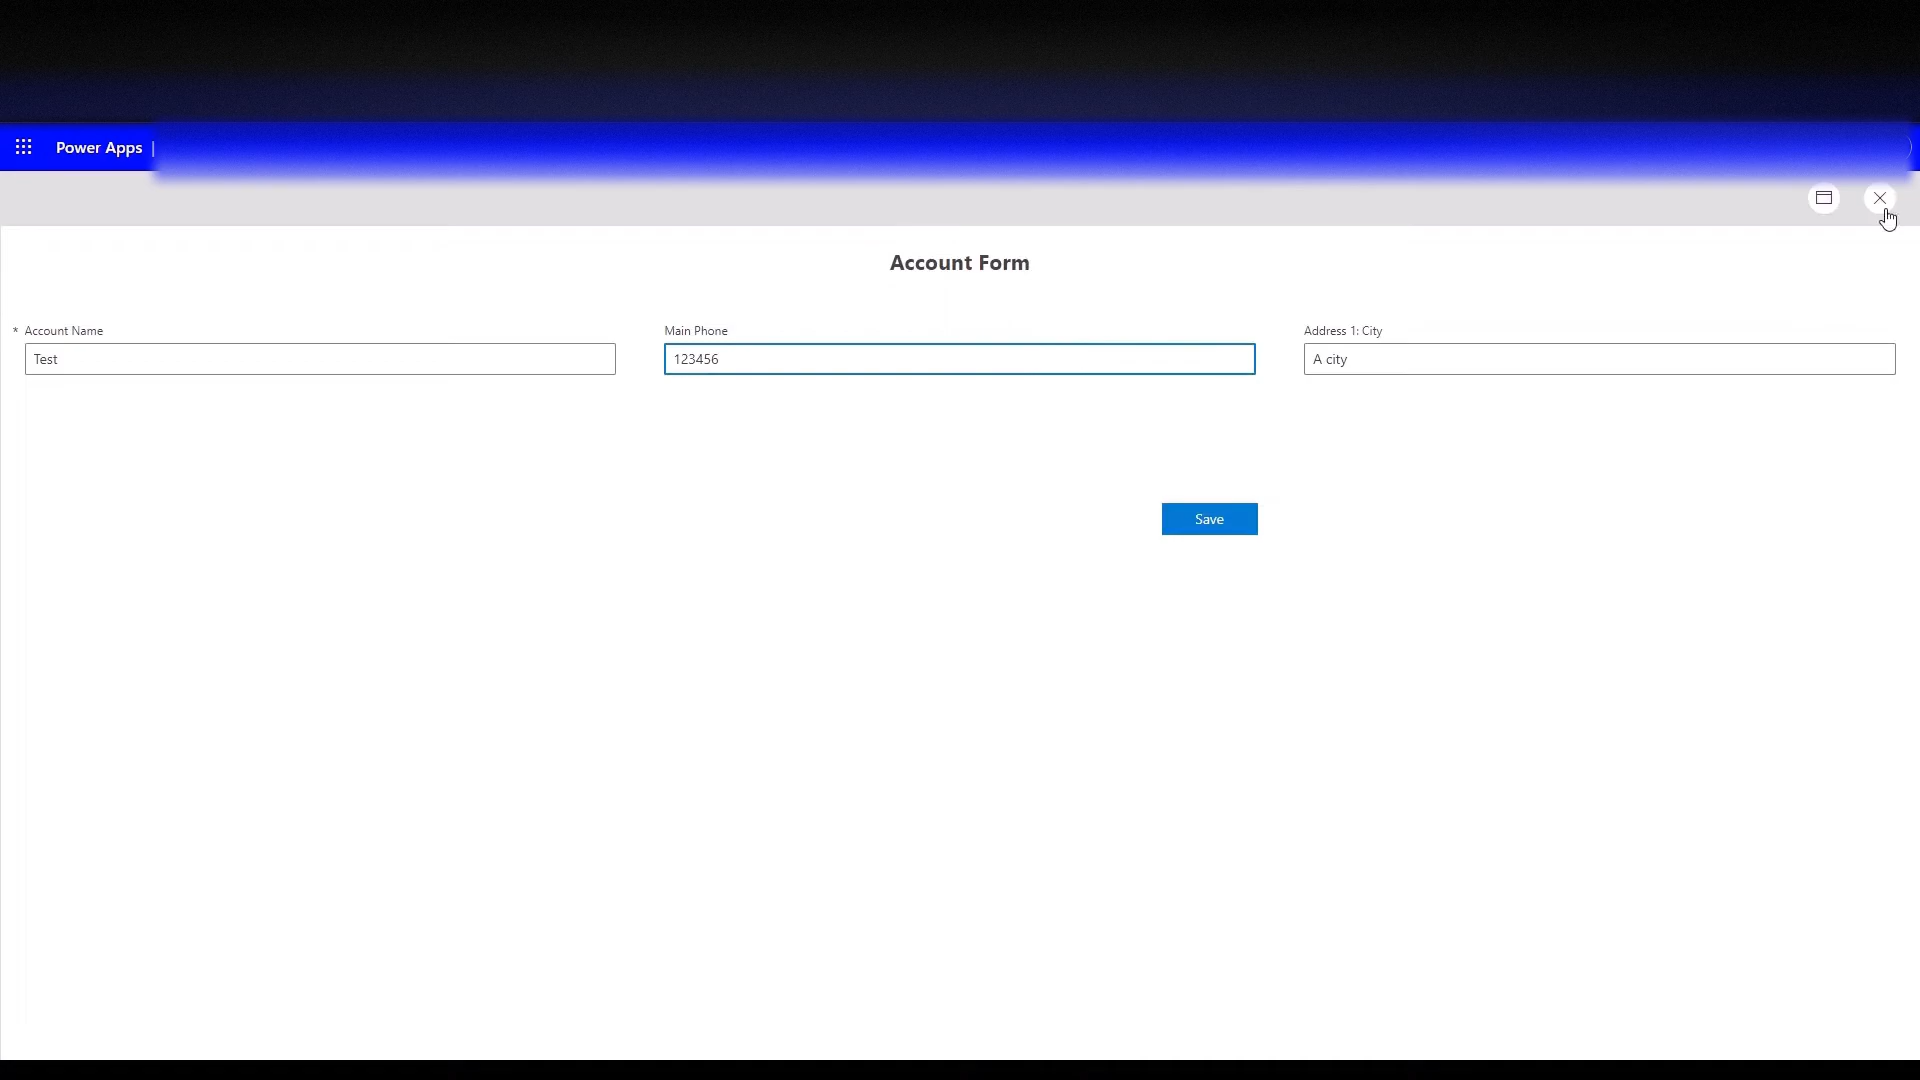 Power Apps |
Account Form
* Account Name
Test
Main Phone
123456
Address 1: City
A city
Save